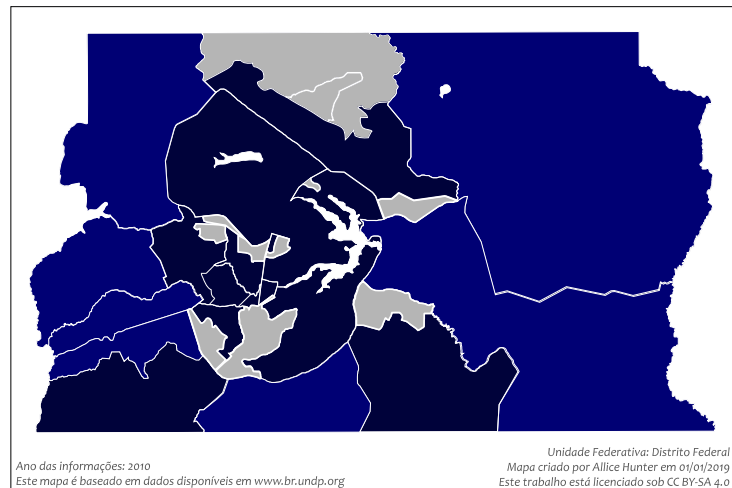 Ano das informações: 2010
Este mapa é baseado em dados disponíveis em www.br.undp.org
Unidade Federativa: Distrito Federal
Mapa criado por Allice Hunter em 01/01/2019
Este trabalho está licenciado sob CC BY-SA 4.0